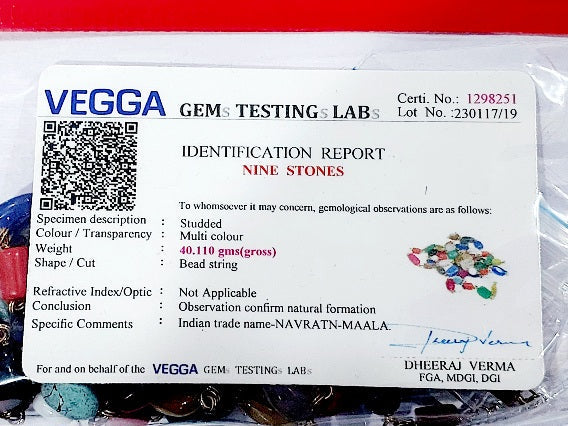 VEGGA GEMs TESTINGs LABs
Certi. No.: 1298251
Lot No. :230117/19
IDENTIFICATION REPORT
NINE STONES
To whomsoever it may concern, gemological observations are as follows:
Specimen description : Studded
Colour / Transparency : Multi colour
Weight : 40.110 gms(gross)
Shape / Cut : Bead string
Refractive Index/Optic : Not Applicable
Conclusion : Observation confirm natural formation
Specific Comments : Indian trade name-NAVRATN-MAALA
Dheeraj Verma
For and on behalf of the VEGGA GEMs TESTINGs LABs
DHEERAJ VERMA
FGA, MDGI, DGI